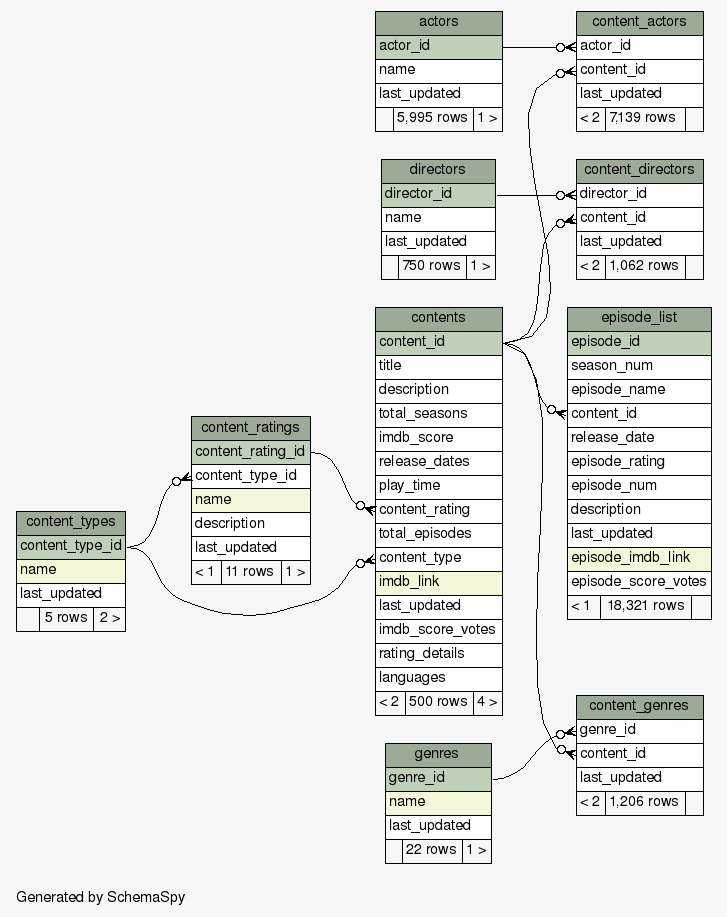 actors
actor_id
name
last_updated
5,995 rows 1 >
content_actors
actor_id
content_id
last_updated
< 2 7,139 rows
directors
director_id
name
last_updated
750 rows 1 >
content_directors
director_id
content_id
last_updated
< 2 1,062 rows
contents
content_id
title
description
total_seasons
imdb_score
release_dates
play_time
content_rating
total_episodes
content_type
imdb_link
last_updated
imdb_score_votes
rating_details
languages
< 2 500 rows 4 >
episode_list
episode_id
season_num
episode_name
content_id
release_date
episode_rating
episode_num
description
last_updated
episode_imdb_link
episode_score_votes
< 1 18,321 rows
content_ratings
content_rating_id
content_type_id
name
description
last_updated
< 1 11 rows 1 >
content_types
content_type_id
name
last_updated
5 rows 2 >
content_genres
genre_id
content_id
last_updated
< 2 1,206 rows
genres
genre_id
name
last_updated
22 rows 1 >
Generated by SchemaSpy